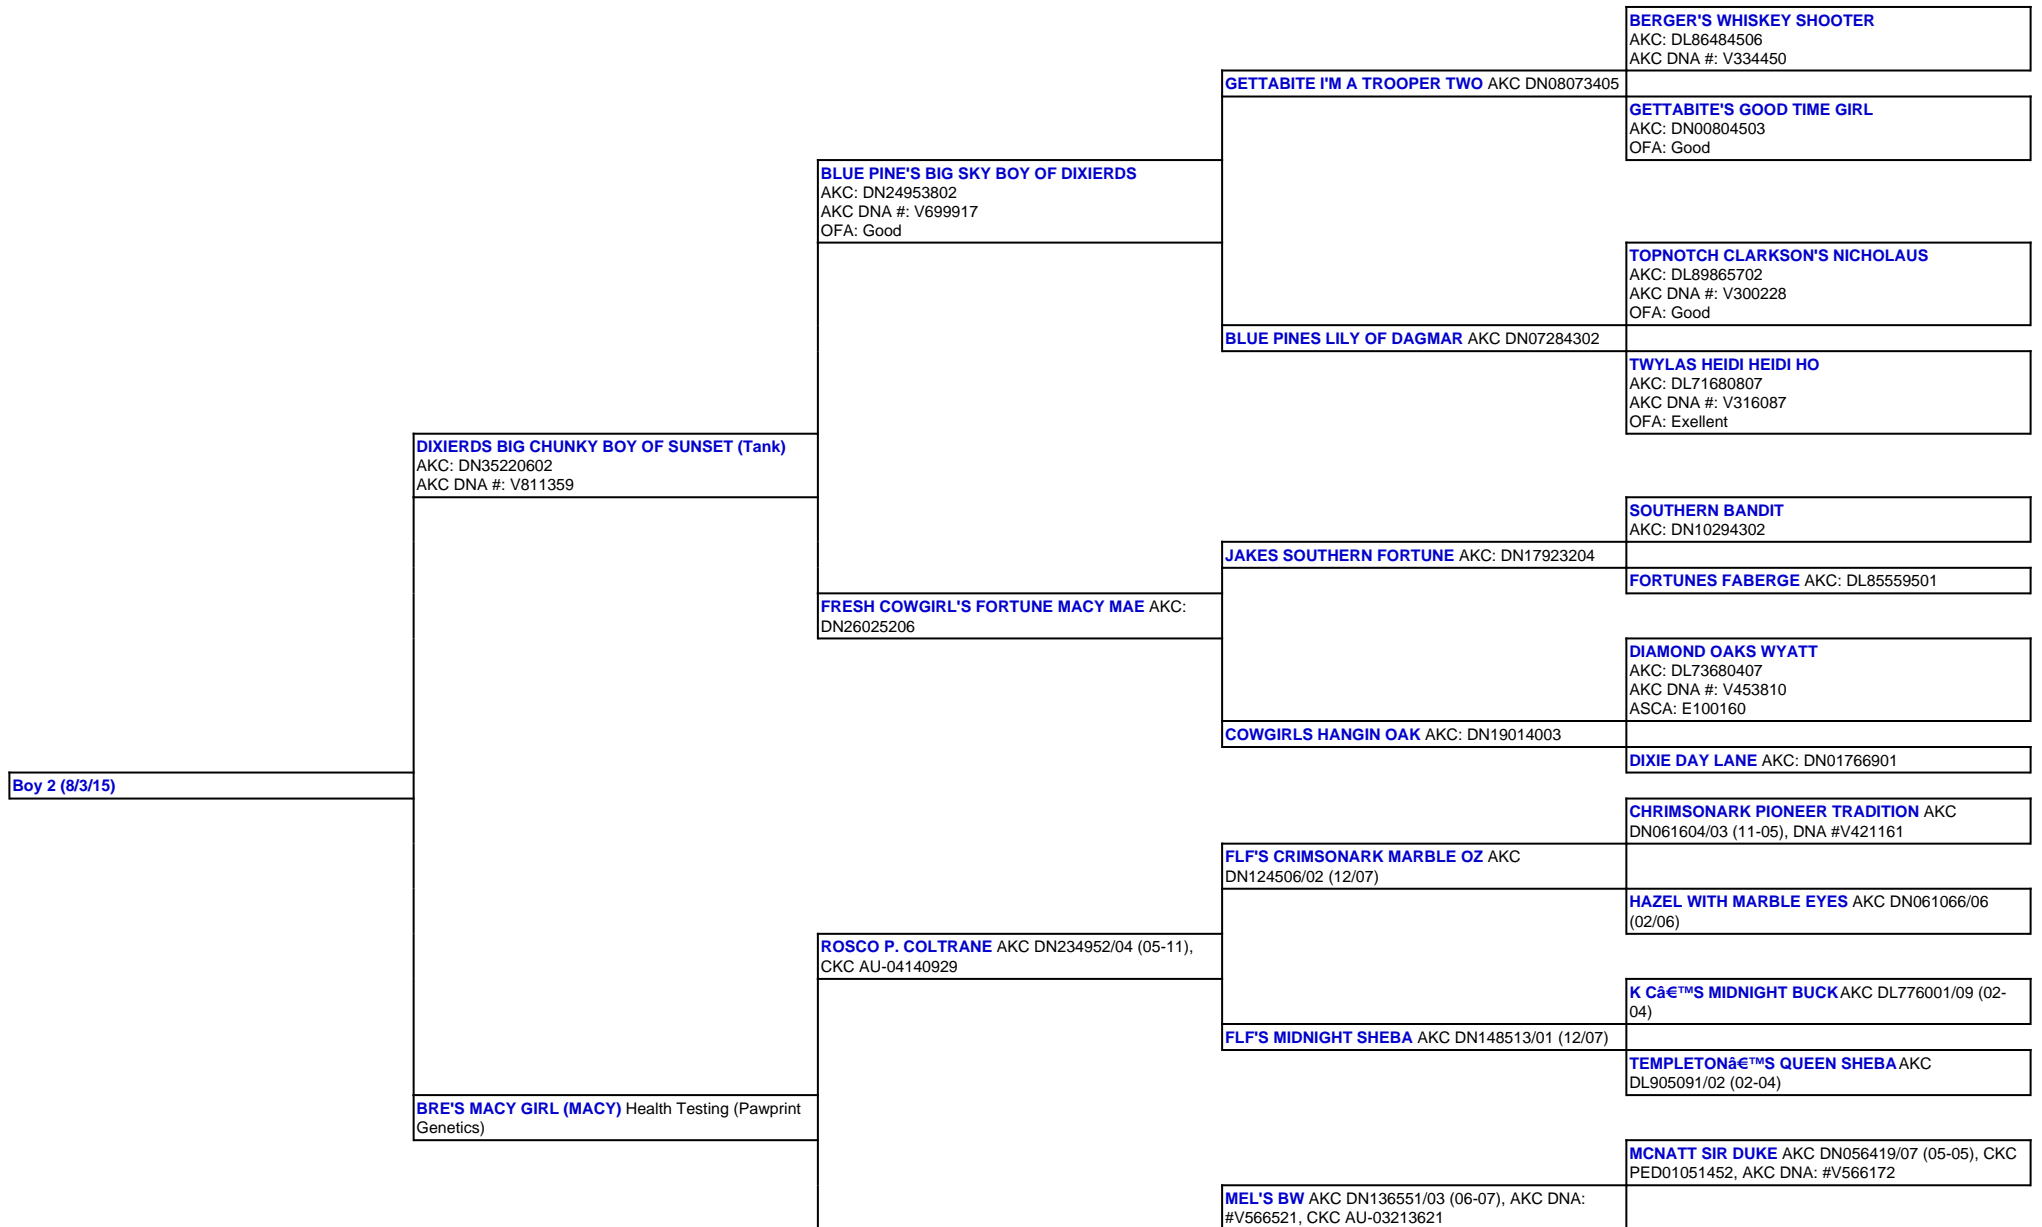 BERGER'S WHISKEY SHOOTER
AKC: DL86484506
AKC DNA #: V334450
GETTABITE I'M A TROOPER TWO AKC DN08073405
GETTABITE'S GOOD TIME GIRL
AKC: DN00804503
OFA: Good
BLUE PINE'S BIG SKY BOY OF DIXIERDS
AKC: DN24953802
AKC DNA #: V699917
OFA: Good
TOPNOTCH CLARKSON'S NICHOLAUS
AKC: DL89865702
AKC DNA #: V300228
OFA: Good
BLUE PINES LILY OF DAGMAR AKC DN07284302
TWYLAS HEIDI HEIDI HO
AKC: DL71680807
AKC DNA #: V316087
OFA: Exellent
DIXIERDS BIG CHUNKY BOY OF SUNSET (Tank)
AKC: DN35220602
AKC DNA #: V811359
SOUTHERN BANDIT
AKC: DN10294302
JAKES SOUTHERN FORTUNE AKC: DN17923204
FORTUNES FABERGE AKC: DL85559501
FRESH COWGIRL'S FORTUNE MACY MAE AKC:
DN26025206
DIAMOND OAKS WYATT
AKC: DL73680407
AKC DNA #: V453810
ASCA: E100160
COWGIRLS HANGIN OAK AKC: DN19014003
DIXIE DAY LANE AKC: DN01766901
Boy 2 (8/3/15)
CHRIMSONARK PIONEER TRADITION AKC
DN061604/03 (11-05), DNA #V421161
FLF'S CRIMSONARK MARBLE OZ AKC
DN124506/02 (12/07)
HAZEL WITH MARBLE EYES AKC DN061066/06
(02/06)
ROSCO P. COLTRANE AKC DN234952/04 (05-11),
CKC AU-04140929
K Câ€™S MIDNIGHT BUCK AKC DL776001/09 (02-
04)
FLF'S MIDNIGHT SHEBA AKC DN148513/01 (12/07)
TEMPLETONâ€™S QUEEN SHEBA AKC
DL905091/02 (02-04)
BRE'S MACY GIRL (MACY) Health Testing (Pawprint
Genetics)
MCNATT SIR DUKE AKC DN056419/07 (05-05), CKC
PED01051452, AKC DNA: #V566172
MEL'S BW AKC DN136551/03 (06-07), AKC DNA:
#V566521, CKC AU-03213621